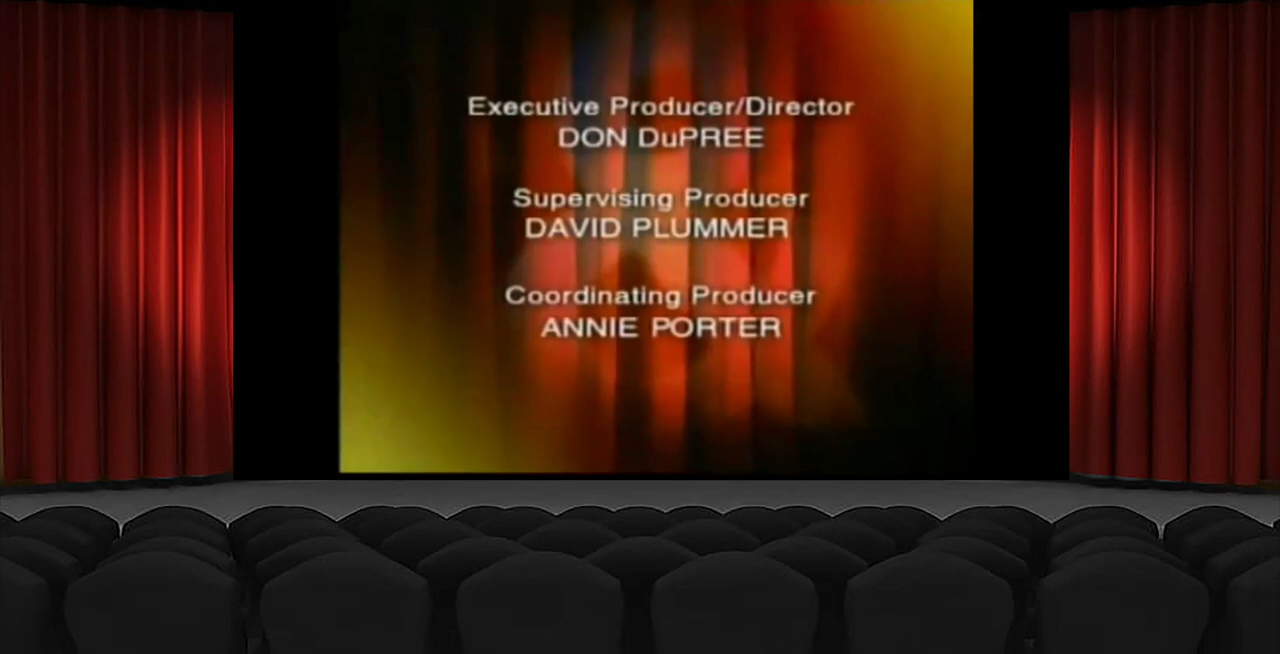 Executive Producer/Director
DON DuPREE
Supervising Producer
DAVID PLUMMER
Coordinating Producer
ANNIE PORTER